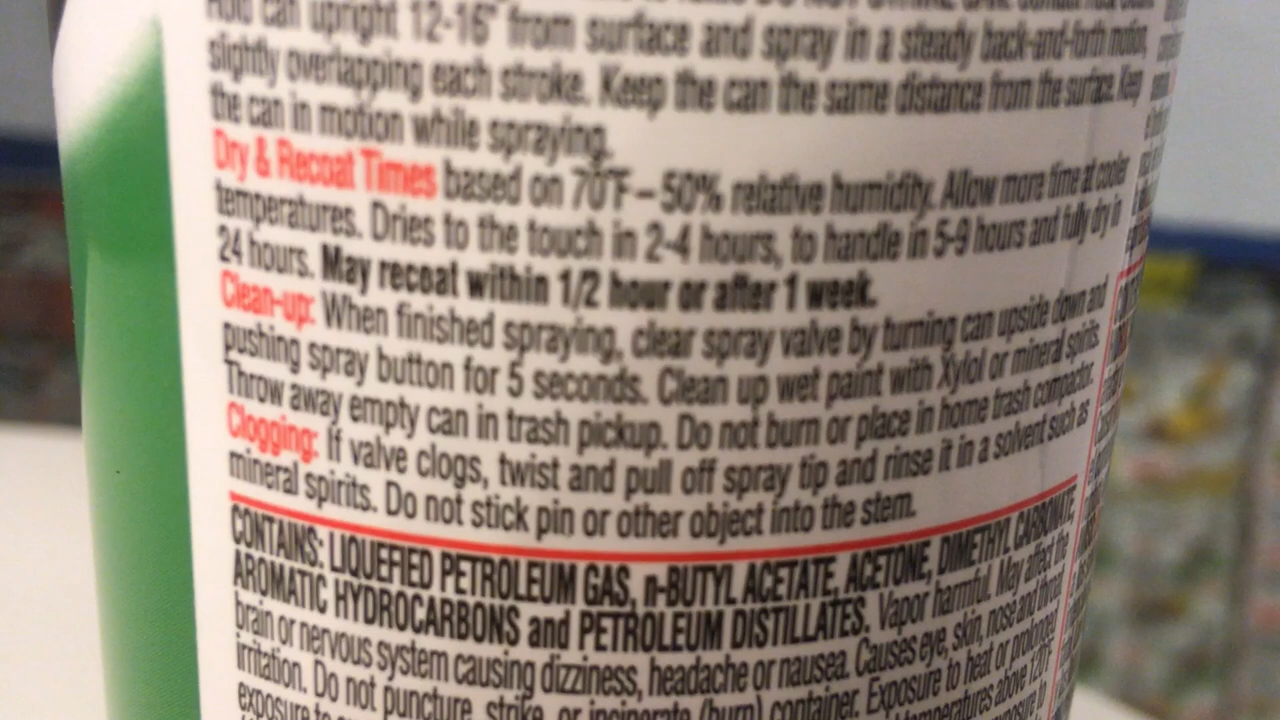 Hold can upright 12-16" from surface and spray in a steady back-and-forth motion,
slightly overlapping each stroke. Keep the can the same distance from the surface. Keep
the can in motion while spraying.
Dry & Recoat Times based on 70°F – 50% relative humidity. Allow more time at cooler
temperatures. Dries to the touch in 2-4 hours, to handle in 5-9 hours and fully dry in
24 hours. May recoat within 1/2 hour or after 1 week.
Clean-up: When finished spraying, clear spray valve by turning can upside down and
pushing spray button for 5 seconds. Clean up wet paint with Xylol or mineral spirits.
Throw away empty can in trash pickup. Do not burn or place in home trash compactor.
Clogging: If valve clogs, twist and pull off spray tip and rinse it in a solvent such as
mineral spirits. Do not stick pin or other object into the stem.
CONTAINS: LIQUEFIED PETROLEUM GAS, n-BUTYL ACETATE, ACETONE, DIMETHYL CARBONATE,
AROMATIC HYDROCARBONS and PETROLEUM DISTILLATES. Vapor harmful. May affect the
brain or nervous system causing dizziness, headache or nausea. Causes eye, skin, nose and throat
irritation. Do not puncture, strike, or incinerate (burn) container. Exposure to heat or prolonged
exposure to temperatures above 120°F